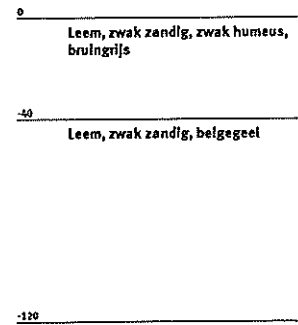 0
Leem, zwak zandig, zwak humeus,
bruingrijs
-40
Leem, zwak zandig, beigegeel
-120